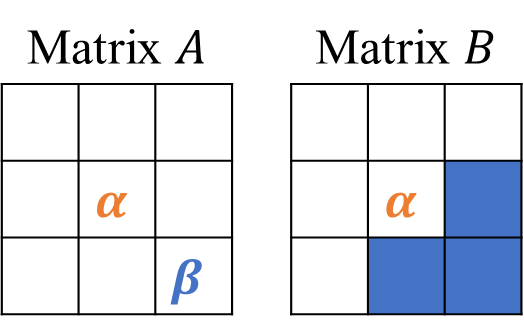 Matrix A Matrix B
α α
β